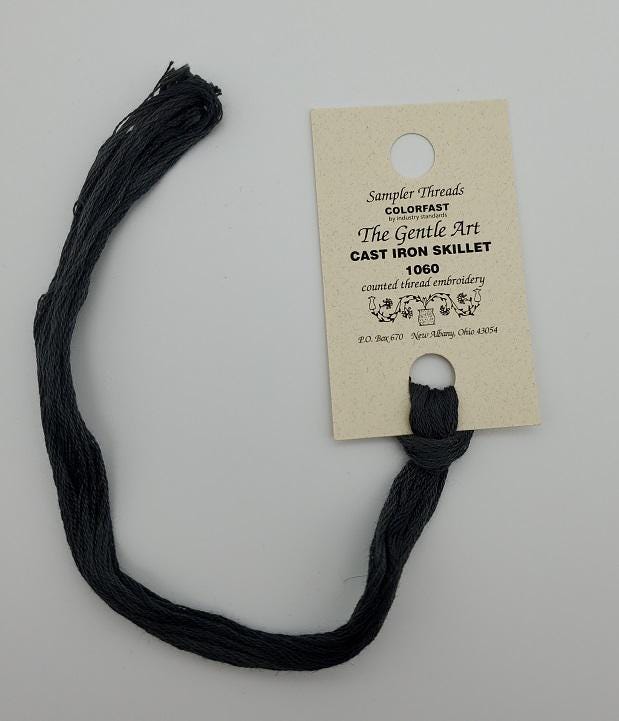 Sampler Threads
COLORFAST
by industry standards
The Gentle Art
CAST IRON SKILLET
1060
counted thread embroidery
P.O. Box 670 New Albany, Ohio 43054